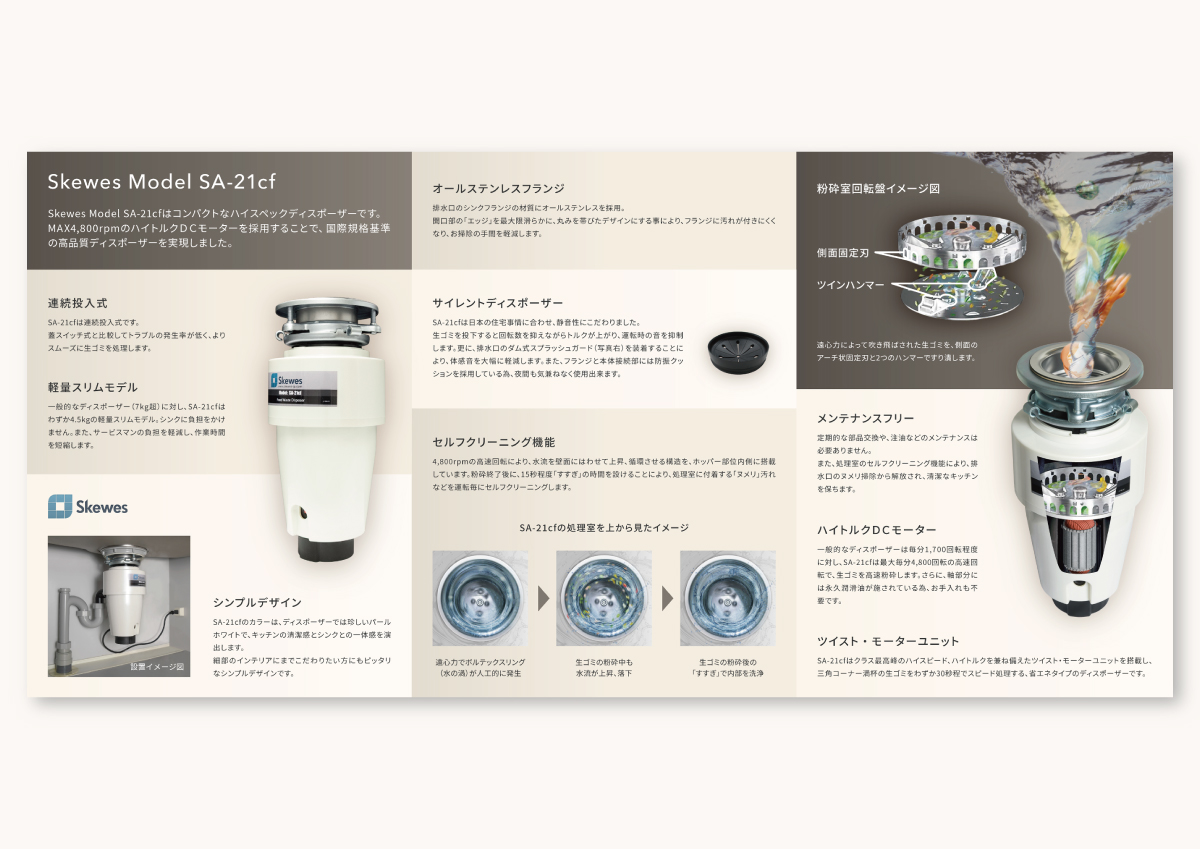 Skewes Model SA-21cf
Skewes Model SA-21cfはコンパクトなハイスペックディスポーザーです。
MAX4,800rpmのハイトルクDCモーターを採用することで、国際規格基準
の高品質ディスポーザーを実現しました。
連続投入式
SA-21cfは連続投入式です。
蓋スイッチ式と比較してトラブルの発生率が低く、より
スムーズに生ゴミを処理します。
軽量スリムモデル
一般的なディスポーザー(7kg超)に対し、SA-21cfは
わずか4.5kgの軽量スリムモデル。シンクに負担をかけ
ません。また、サービスマンの負担を軽減し、作業時間
を短縮します。
Skewes
Model: SA-21cf
Food Waste Disposer
Skewes
設置イメージ図
シンプルデザイン
SA-21cfのカラーは、ディスポーザーでは珍しいパール
ホワイトで、キッチンの清潔感とシンクとの一体感を演
出します。
細部のインテリアにまでこだわりたい方にもピッタリ
なシンプルデザインです。
オールステンレスフランジ
排水口のシンクフランジの材質にオールステンレスを採用。
開口部の「エッジ」を最大限滑らかに、丸みを帯びたデザインにする事により、フランジに汚れが付きにくく
なり、お掃除の手間を軽減します。
サイレントディスポーザー
SA-21cfは日本の住宅事情に合わせ、静音性にこだわりました。
生ゴミを投下すると回転数を抑えながらトルクが上がり、運転時の音を抑制
します。更に、排水口のダム式スプラッシュガード(写真右)を装着することに
より、体感音を大幅に軽減します。また、フランジと本体接続部には防振クッ
ションを採用している為、夜間も気兼ねなく使用出来ます。
セルフクリーニング機能
4,800rpmの高速回転により、水流を壁面にはわせて上昇、循環させる構造を、ホッパー部位内側に搭載
しています。粉砕終了後に、15秒程度「すすぎ」の時間を設けることにより、処理室に付着する「ヌメリ」汚れ
などを運転毎にセルフクリーニングします。
SA-21cfの処理室を上から見たイメージ
遠心力でボルテックスリング
(水の渦)が人工的に発生
生ゴミの粉砕中も
水流が上昇、落下
生ゴミの粉砕後の
「すすぎ」で内部を洗浄
粉砕室回転盤イメージ図
側面固定刃
ツインハンマー
遠心力によって吹き飛ばされた生ゴミを、側面の
アーチ状固定刃と2つのハンマーですり潰します。
メンテナンスフリー
定期的な部品交換や、注油などのメンテナンスは
必要ありません。
また、処理室のセルフクリーニング機能により、排
水口のヌメリ掃除から解放され、清潔なキッチン
を保ちます。
ハイトルクDCモーター
一般的なディスポーザーは毎分1,700回転程度
に対し、SA-21cfは最大毎分4,800回転の高速回
転で、生ゴミを高速粉砕します。さらに、軸部分に
は永久潤滑油が施されている為、お手入れも不
要です。
ツイスト・モーターユニット
SA-21cfはクラス最高峰のハイスピード、ハイトルクを兼ね備えたツイスト・モーターユニットを搭載し、
三角コーナー満杯の生ゴミをわずか30秒程でスピード処理する、省エネタイプのディスポーザーです。